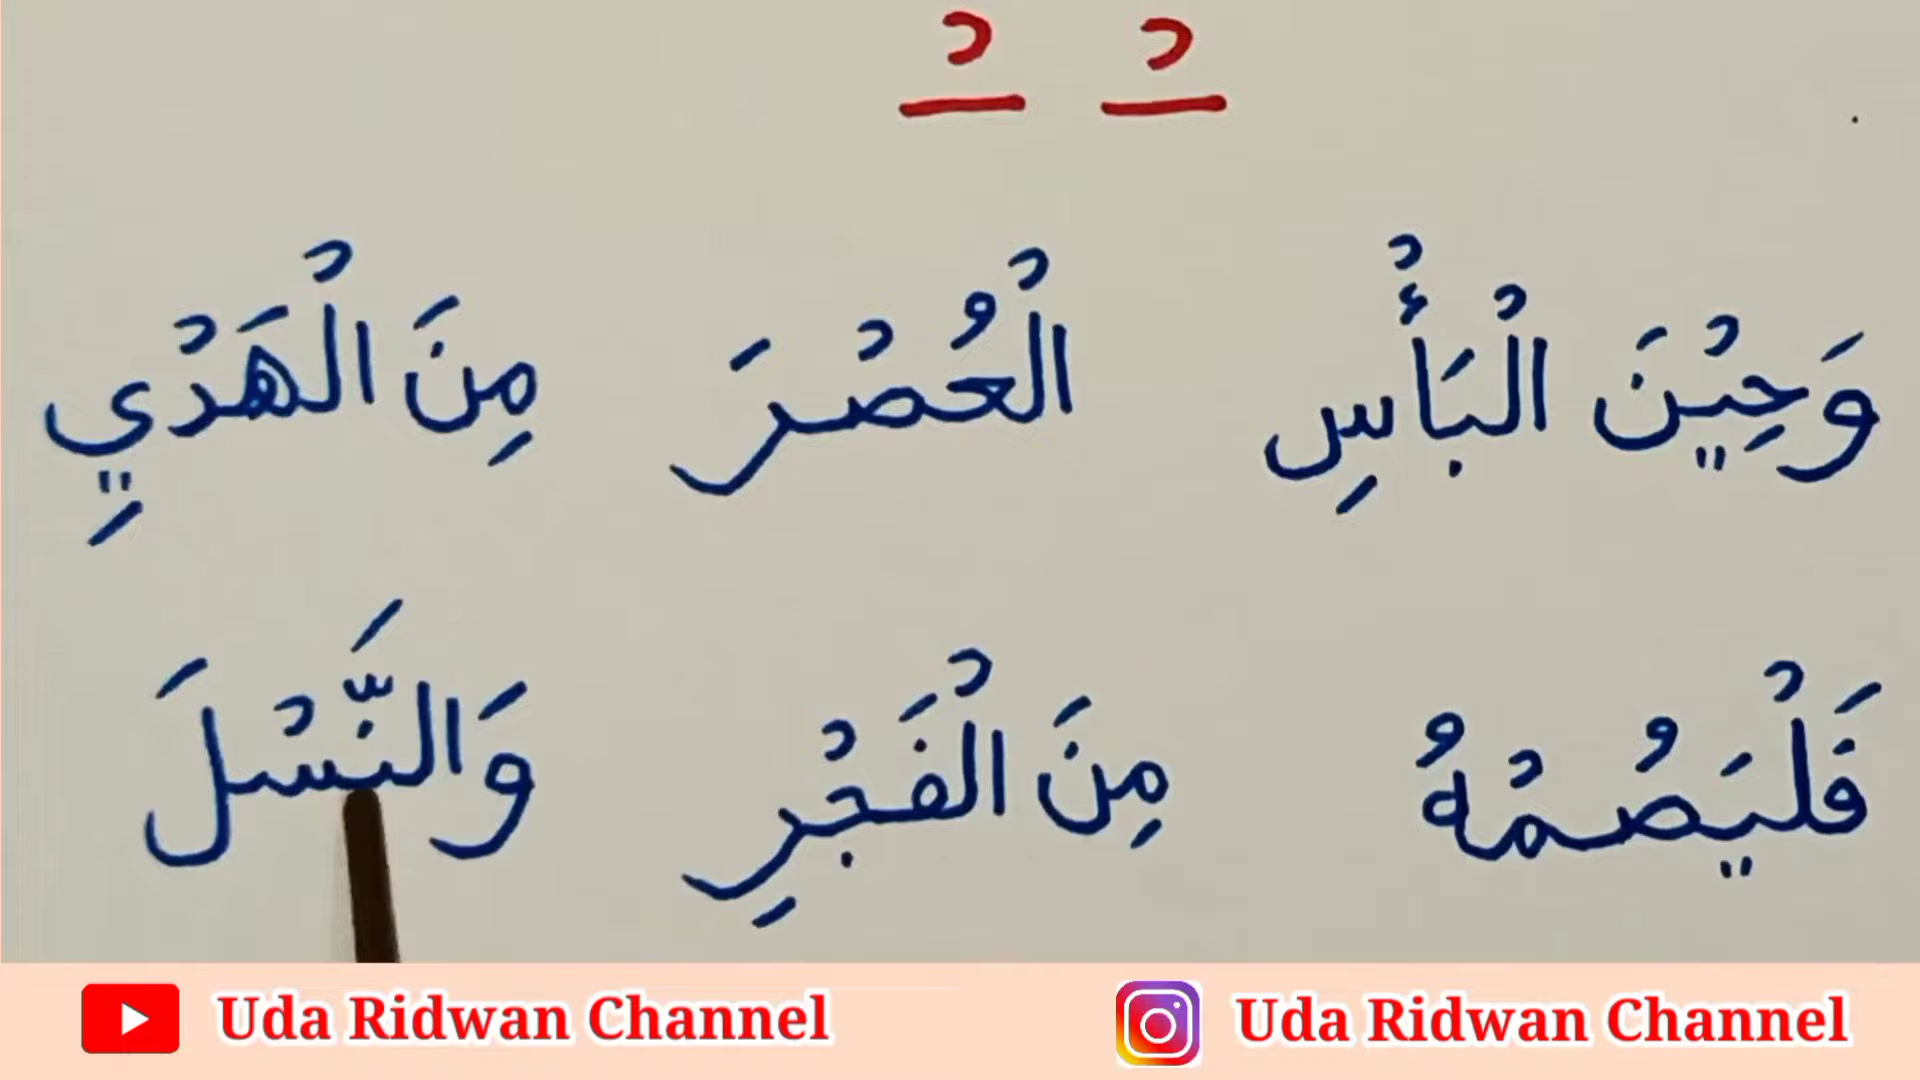 ـْ ـْ
وَحِيْنَ الْبَأْسِ الْعُصْرَ مِنَ الْهَدْيِ
فَلْيَصُمْهُ مِنَ الْفَجْرِ وَالنَّسْلَ
Uda Ridwan Channel Uda Ridwan Channel